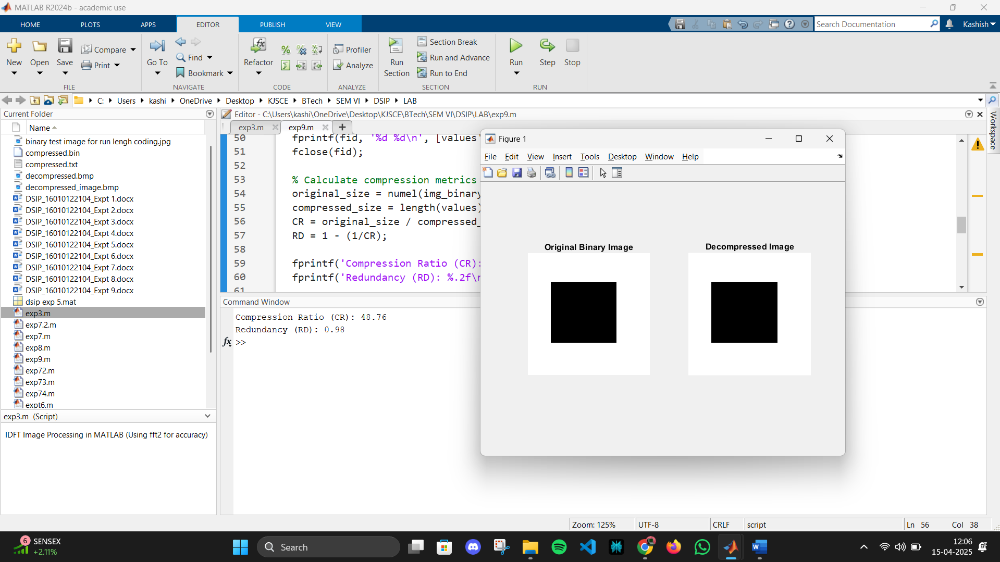 MATLAB R2024b - academic use
HOME PLOTS APPS EDITOR PUBLISH VIEW
Search Documentation
Kashish
New Open Save Compare Print
FILE
Go To Find Bookmark
NAVIGATE
Refactor
CODE
Profiler
Analyze
ANALYZE
Run Section
Section Break
Run and Advance
Run to End
SECTION
Run Step Stop
RUN
C: Users kashi OneDrive Desktop KJSCE BTech SEM VI DSIP LAB
Current Folder
Name
binary test image for run lengh coding.jpg
compressed.bin
compressed.txt
decompressed.bmp
decompressed_image.bmp
DSIP_16010122104_Expt 1.docx
DSIP_16010122104_Expt 2.docx
DSIP_16010122104_Expt 3.docx
DSIP_16010122104_Expt 4.docx
DSIP_16010122104_Expt 5.docx
DSIP_16010122104_Expt 6.docx
DSIP_16010122104_Expt 7.docx
DSIP_16010122104_Expt 8.docx
DSIP_16010122104_Expt 9.docx
dsip exp 5.mat
exp3.m
exp7.2.m
exp7.m
exp8.m
exp9.m
exp72.m
exp73.m
exp74.m
expt6.m
exp3.m (Script)
IDFT Image Processing in MATLAB (Using fft2 for accuracy)
Editor - C:\Users\kashi\OneDrive\Desktop\KJSCE\BTech\SEM VI\DSIP\LAB\exp9.m
exp3.m exp9.m
50 fprintf(fid, '%d %d\n', [values'
51 fclose(fid);
52
53 % Calculate compression metrics
54 original_size = numel(img_binary
55 compressed_size = length(values)
56 CR = original_size / compressed_
57 RD = 1 - (1/CR);
58
59 fprintf('Compression Ratio (CR):
60 fprintf('Redundancy (RD): %.2f\n
61
Command Window
Compression Ratio (CR): 48.76
Redundancy (RD): 0.98
fx >>
Workspace
Figure 1
File Edit View Insert Tools Desktop Window Help
Original Binary Image
Decompressed Image
Zoom: 125% UTF-8 CRLF script Ln 56 Col 38
6
SENSEX
+2.11%
Search
12:06
15-04-2025